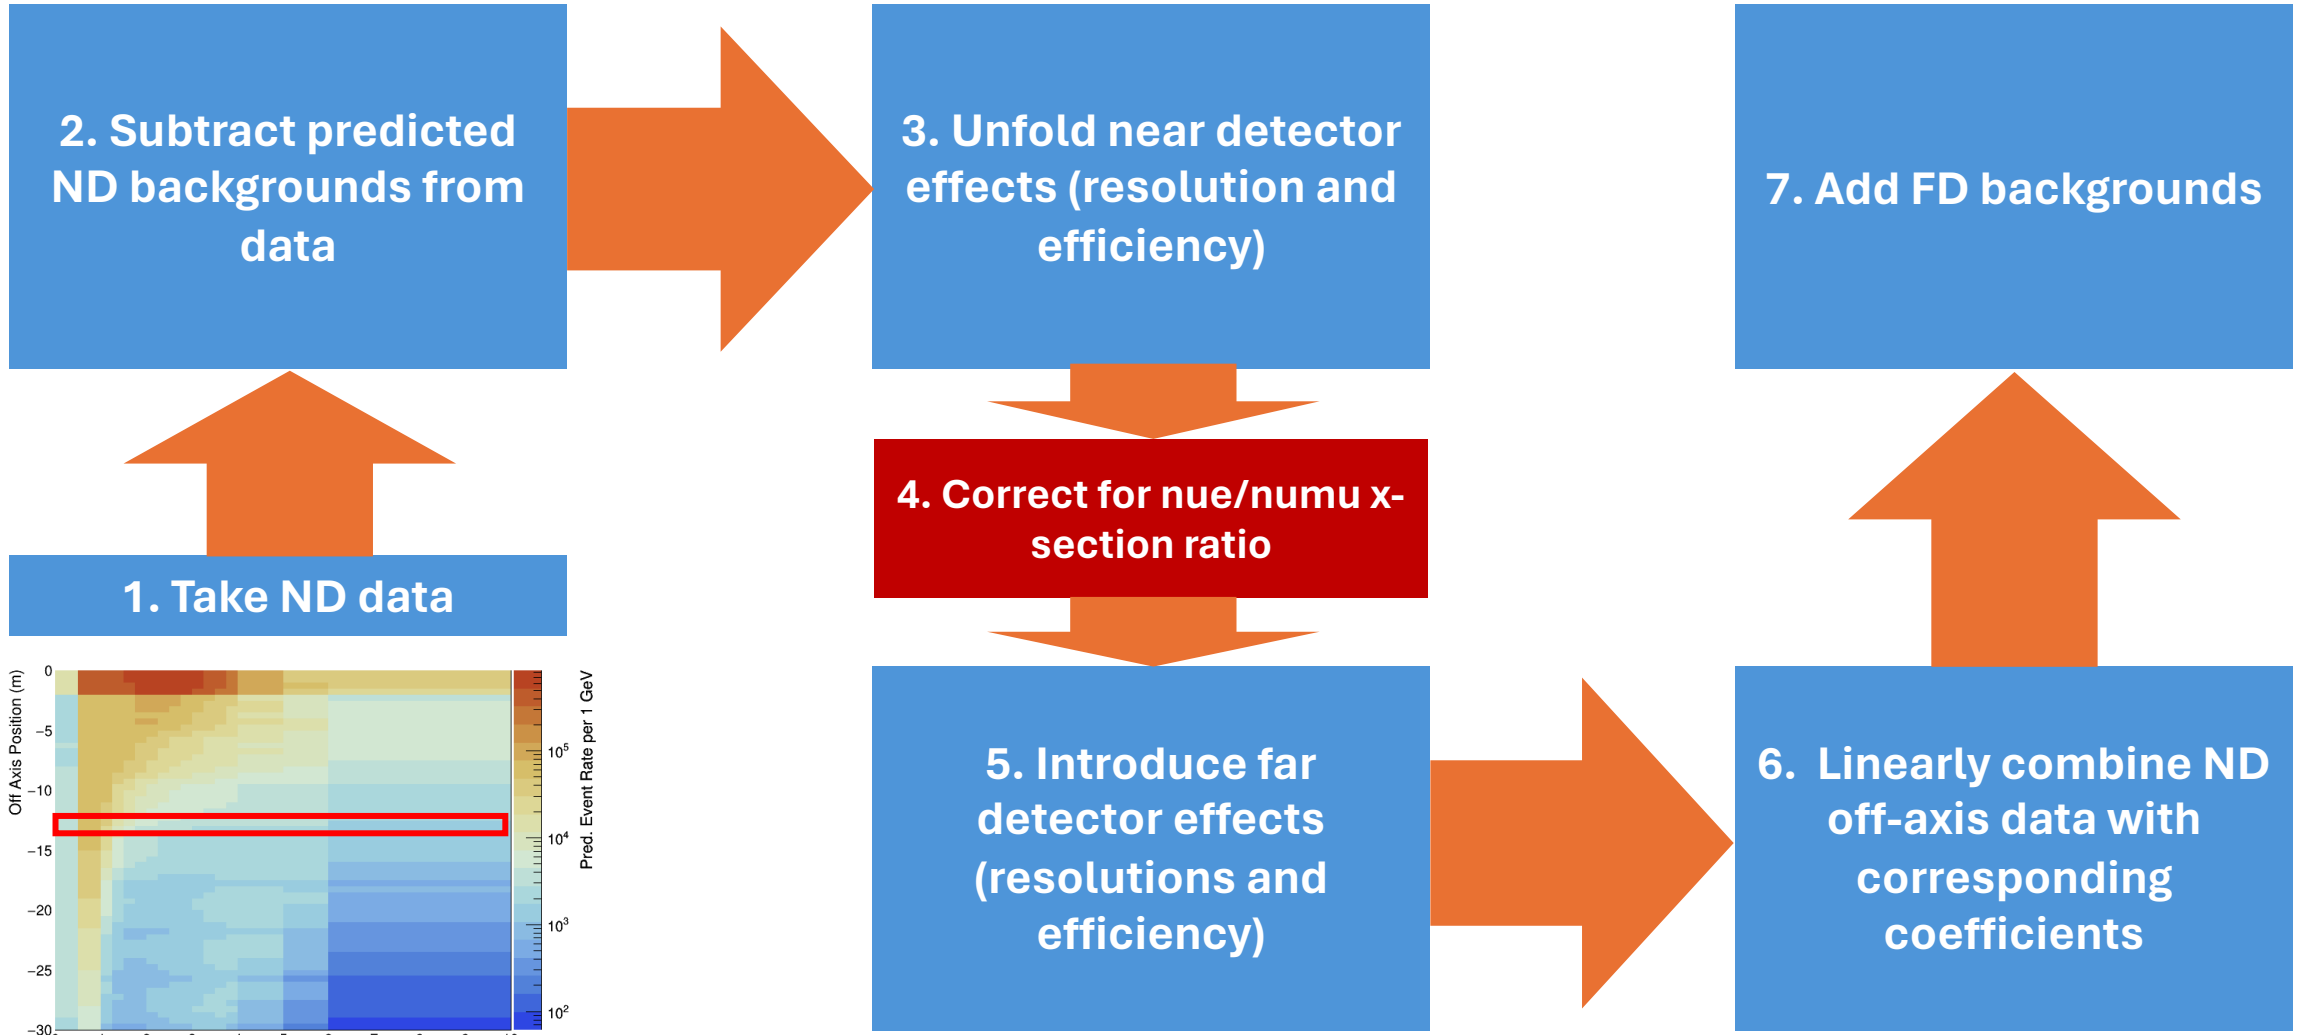 2. Subtract predicted
ND backgrounds from
data
3. Unfold near detector
effects (resolution and
efficiency)
7. Add FD backgrounds
4. Correct for nue/numu x-
section ratio
1. Take ND data
5. Introduce far
detector effects
(resolutions and
efficiency)
6. Linearly combine ND
off-axis data with
corresponding
coefficients
Off Axis Position (m)
0
−5
−10
−15
−20
−25
−30
10⁵
10⁴
10³
10²
Pred. Event Rate per 1 GeV